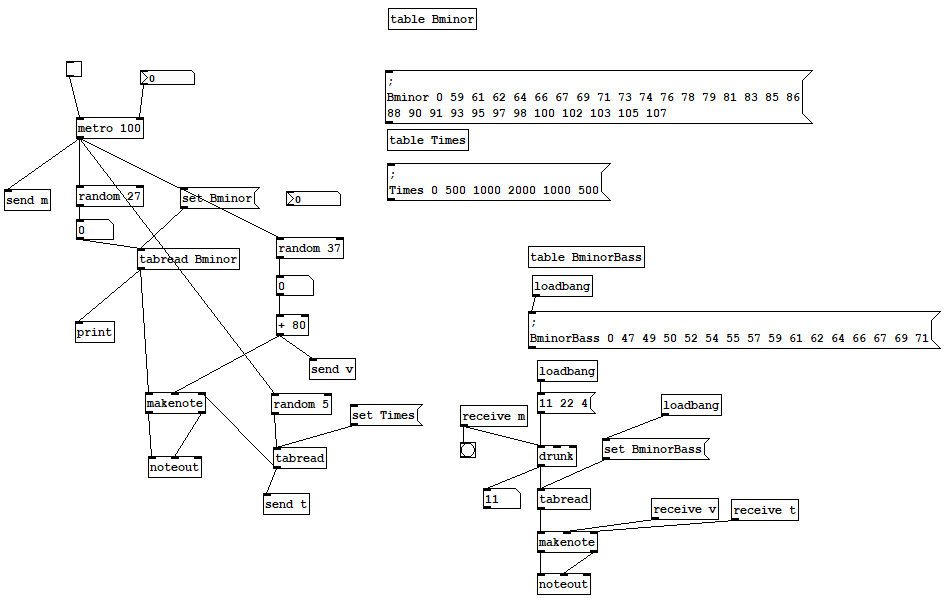 table Bminor
0
;
Bminor 0 59 61 62 64 66 67 69 71 73 74 76 78 79 81 83 85 86
88 90 91 93 95 97 98 100 102 103 105 107
metro 100
table Times
;
Times 0 500 1000 2000 1000 500
send m
random 27
set Bminor
0
0
random 37
tabread Bminor
table BminorBass
0
loadbang
;
BminorBass 0 47 49 50 52 54 55 57 59 61 62 64 66 67 69 71
print
+ 80
send v
loadbang
makenote
random 5
set Times
11 22 4
loadbang
receive m
set BminorBass
noteout
tabread
drunk
send t
11
tabread
receive v
receive t
makenote
noteout